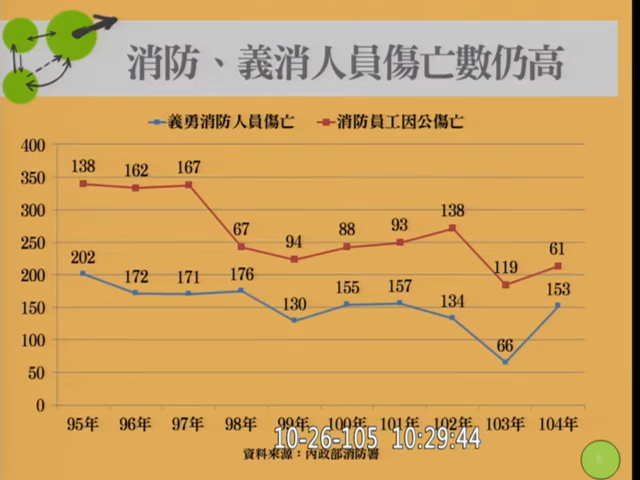 消防、義消人員傷亡數仍高
義勇消防人員傷亡 消防員工因公傷亡
400
350
300
250
200
150
100
50
0
138 162 167 67 94 88 93 138 119 61
202 172 171 176 130 155 157 134 66 153
95年 96年 97年 98年 99年 100年 101年 102年 103年 104年
10-26-105 10:29:44
資料來源：內政部消防署